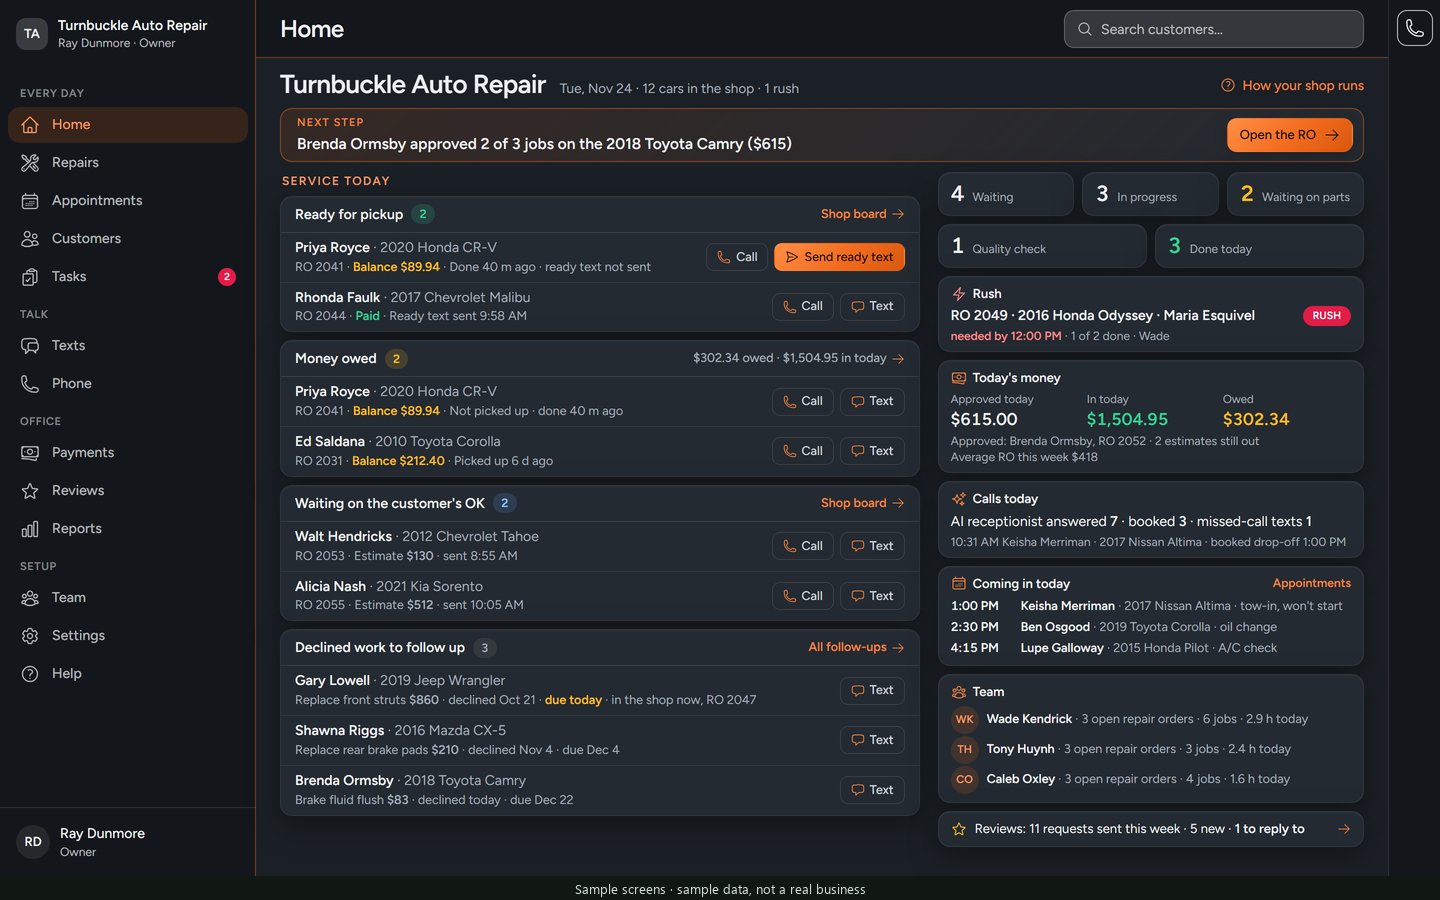 TA
Turnbuckle Auto Repair
Ray Dunmore · Owner
EVERY DAY
Home
Repairs
Appointments
Customers
Tasks
2
TALK
Texts
Phone
OFFICE
Payments
Reviews
Reports
SETUP
Team
Settings
Help
RD
Ray Dunmore
Owner
Home
Search customers...
Turnbuckle Auto Repair
Tue, Nov 24 · 12 cars in the shop · 1 rush
How your shop runs
NEXT STEP
Brenda Ormsby approved 2 of 3 jobs on the 2018 Toyota Camry ($615)
Open the RO
SERVICE TODAY
Ready for pickup 2
Shop board
Priya Royce · 2020 Honda CR-V
RO 2041 · Balance $89.94 · Done 40 m ago · ready text not sent
Call
Send ready text
Rhonda Faulk · 2017 Chevrolet Malibu
RO 2044 · Paid · Ready text sent 9:58 AM
Call
Text
Money owed 2
$302.34 owed · $1,504.95 in today
Priya Royce · 2020 Honda CR-V
RO 2041 · Balance $89.94 · Not picked up · done 40 m ago
Call
Text
Ed Saldana · 2010 Toyota Corolla
RO 2031 · Balance $212.40 · Picked up 6 d ago
Call
Text
Waiting on the customer's OK 2
Shop board
Walt Hendricks · 2012 Chevrolet Tahoe
RO 2053 · Estimate $130 · sent 8:55 AM
Call
Text
Alicia Nash · 2021 Kia Sorento
RO 2055 · Estimate $512 · sent 10:05 AM
Call
Text
Declined work to follow up 3
All follow-ups
Gary Lowell · 2019 Jeep Wrangler
Replace front struts $860 · declined Oct 21 · due today · in the shop now, RO 2047
Text
Shawna Riggs · 2016 Mazda CX-5
Replace rear brake pads $210 · declined Nov 4 · due Dec 4
Text
Brenda Ormsby · 2018 Toyota Camry
Brake fluid flush $83 · declined today · due Dec 22
Text
4 Waiting
3 In progress
2 Waiting on parts
1 Quality check
3 Done today
Rush
RO 2049 · 2016 Honda Odyssey · Maria Esquivel
RUSH
needed by 12:00 PM · 1 of 2 done · Wade
Today's money
Approved today
In today
Owed
$615.00
$1,504.95
$302.34
Approved: Brenda Ormsby, RO 2052 · 2 estimates still out
Average RO this week $418
Calls today
AI receptionist answered 7 · booked 3 · missed-call texts 1
10:31 AM Keisha Merriman · 2017 Nissan Altima · booked drop-off 1:00 PM
Coming in today
Appointments
1:00 PM Keisha Merriman · 2017 Nissan Altima · tow-in, won't start
2:30 PM Ben Osgood · 2019 Toyota Corolla · oil change
4:15 PM Lupe Galloway · 2015 Honda Pilot · A/C check
Team
WK Wade Kendrick · 3 open repair orders · 6 jobs · 2.9 h today
TH Tony Huynh · 3 open repair orders · 3 jobs · 2.4 h today
CO Caleb Oxley · 3 open repair orders · 4 jobs · 1.6 h today
Reviews: 11 requests sent this week · 5 new · 1 to reply to
Sample screens · sample data, not a real business